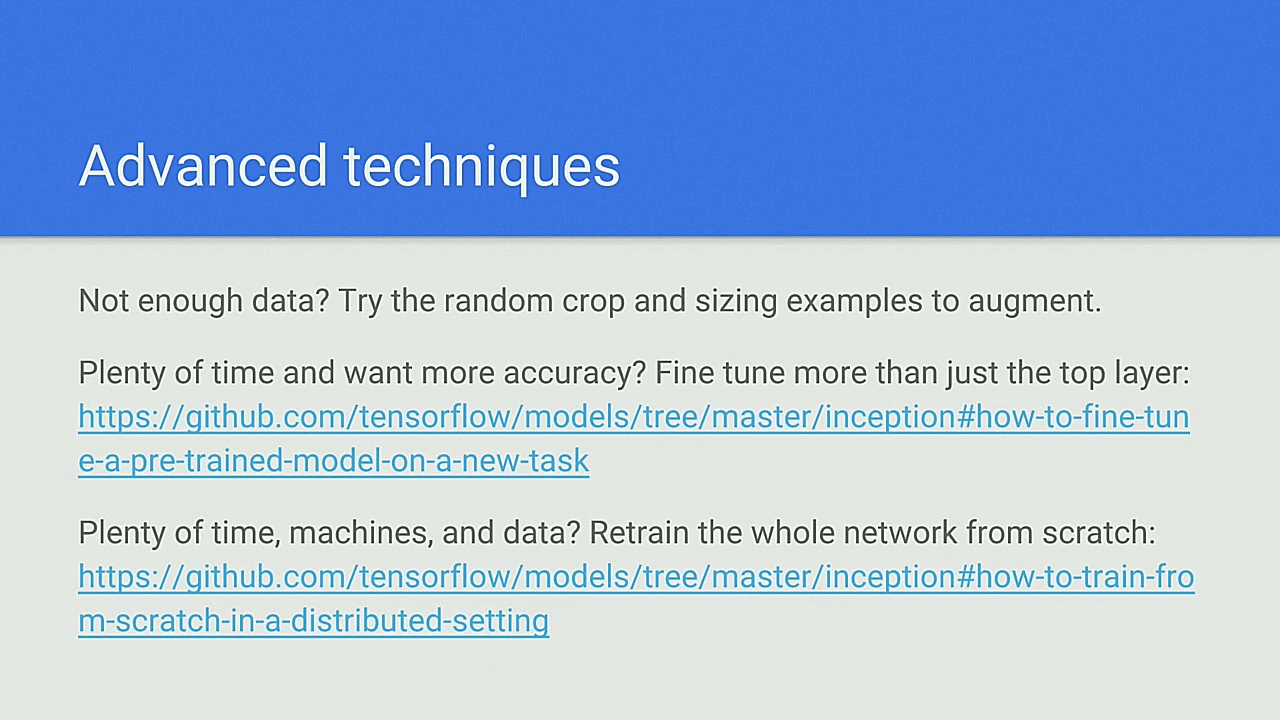 Advanced techniques
Not enough data? Try the random crop and sizing examples to augment.
Plenty of time and want more accuracy? Fine tune more than just the top layer:
https://github.com/tensorflow/models/tree/master/inception#how-to-fine-tun
e-a-pre-trained-model-on-a-new-task
Plenty of time, machines, and data? Retrain the whole network from scratch:
https://github.com/tensorflow/models/tree/master/inception#how-to-train-fro
m-scratch-in-a-distributed-setting